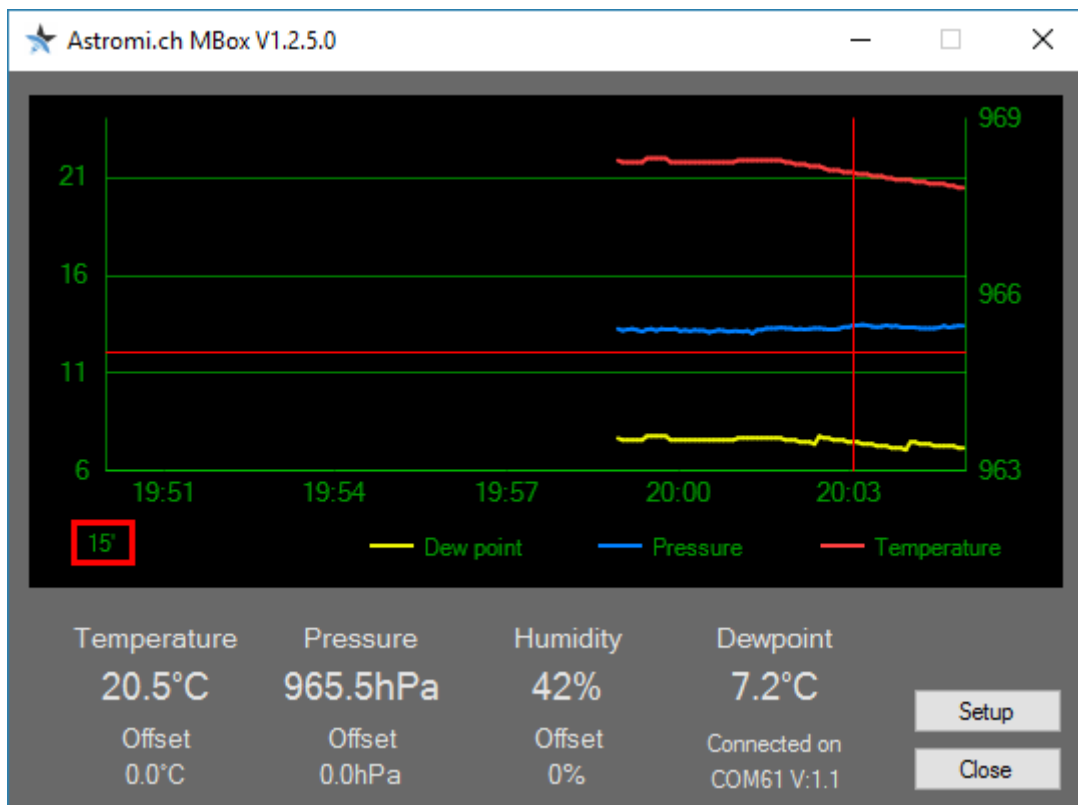 Astromi.ch MBox V1.2.5.0
969
21
16
966
11
6
963
19:51 19:54 19:57 20:00 20:03
15' Dew point Pressure Temperature
Temperature Pressure Humidity Dewpoint
20.5°C 965.5hPa 42% 7.2°C
Setup
Offset Offset Offset Connected on
0.0°C 0.0hPa 0% COM61 V:1.1
Close